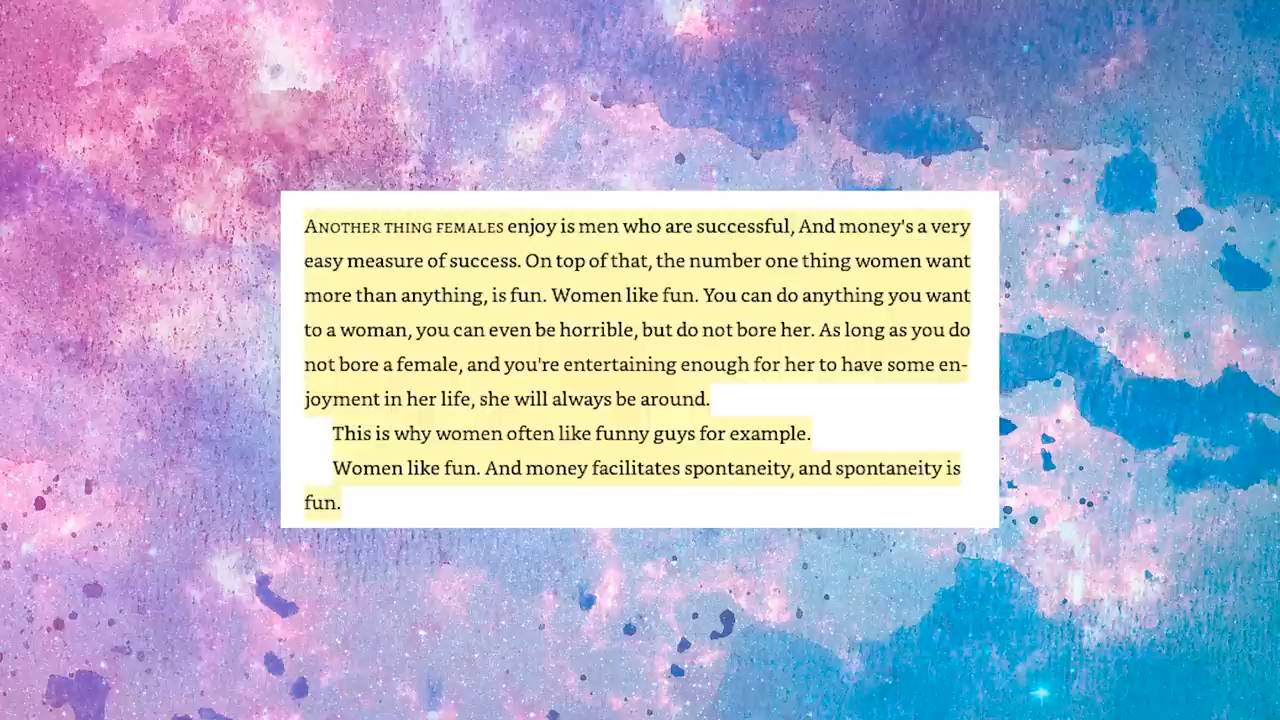 ANOTHER THING FEMALES enjoy is men who are successful, And money's a very
easy measure of success. On top of that, the number one thing women want
more than anything, is fun. Women like fun. You can do anything you want
to a woman, you can even be horrible, but do not bore her. As long as you do
not bore a female, and you're entertaining enough for her to have some en-
joyment in her life, she will always be around.
This is why women often like funny guys for example.
Women like fun. And money facilitates spontaneity, and spontaneity is
fun.